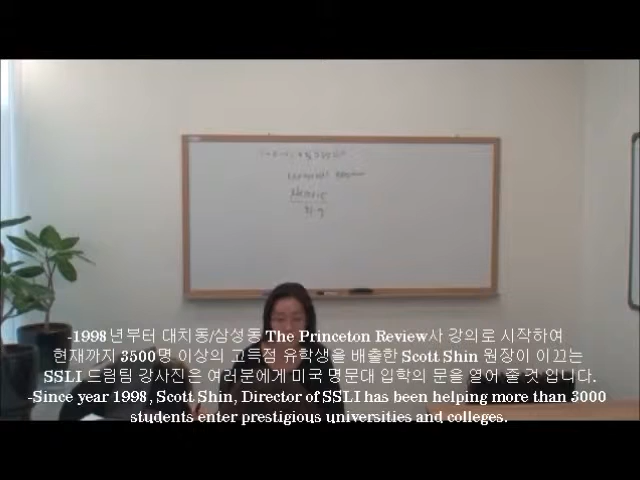 -1998년부터 대치동/삼성동 The Princeton Review사 강의로 시작하여
현재까지 3500명 이상의 고득점 유학생을 배출한 Scott Shin 원장이 이끄는
SSLI 드림팀 강사진은 여러분에게 미국 명문대 입학의 문을 열어 줄 것 입니다.
-Since year 1998, Scott Shin, Director of SSLI has been helping more than 3000
students enter prestigious universities and colleges.